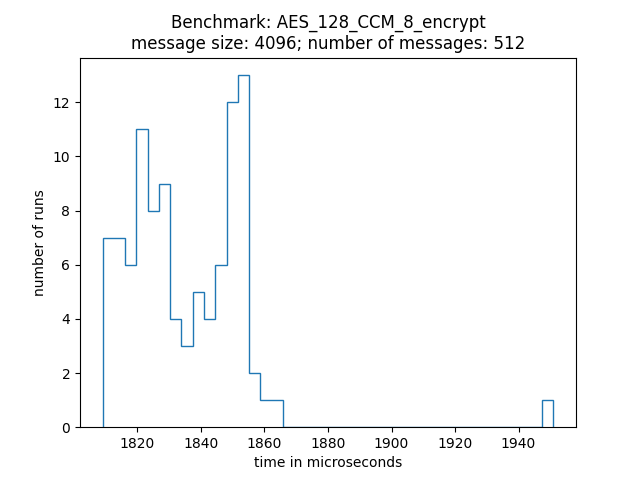 Benchmark: AES_128_CCM_8_encrypt
message size: 4096; number of messages: 512
number of runs
12
10
8
6
4
2
0
1820 1840 1860 1880 1900 1920 1940
time in microseconds